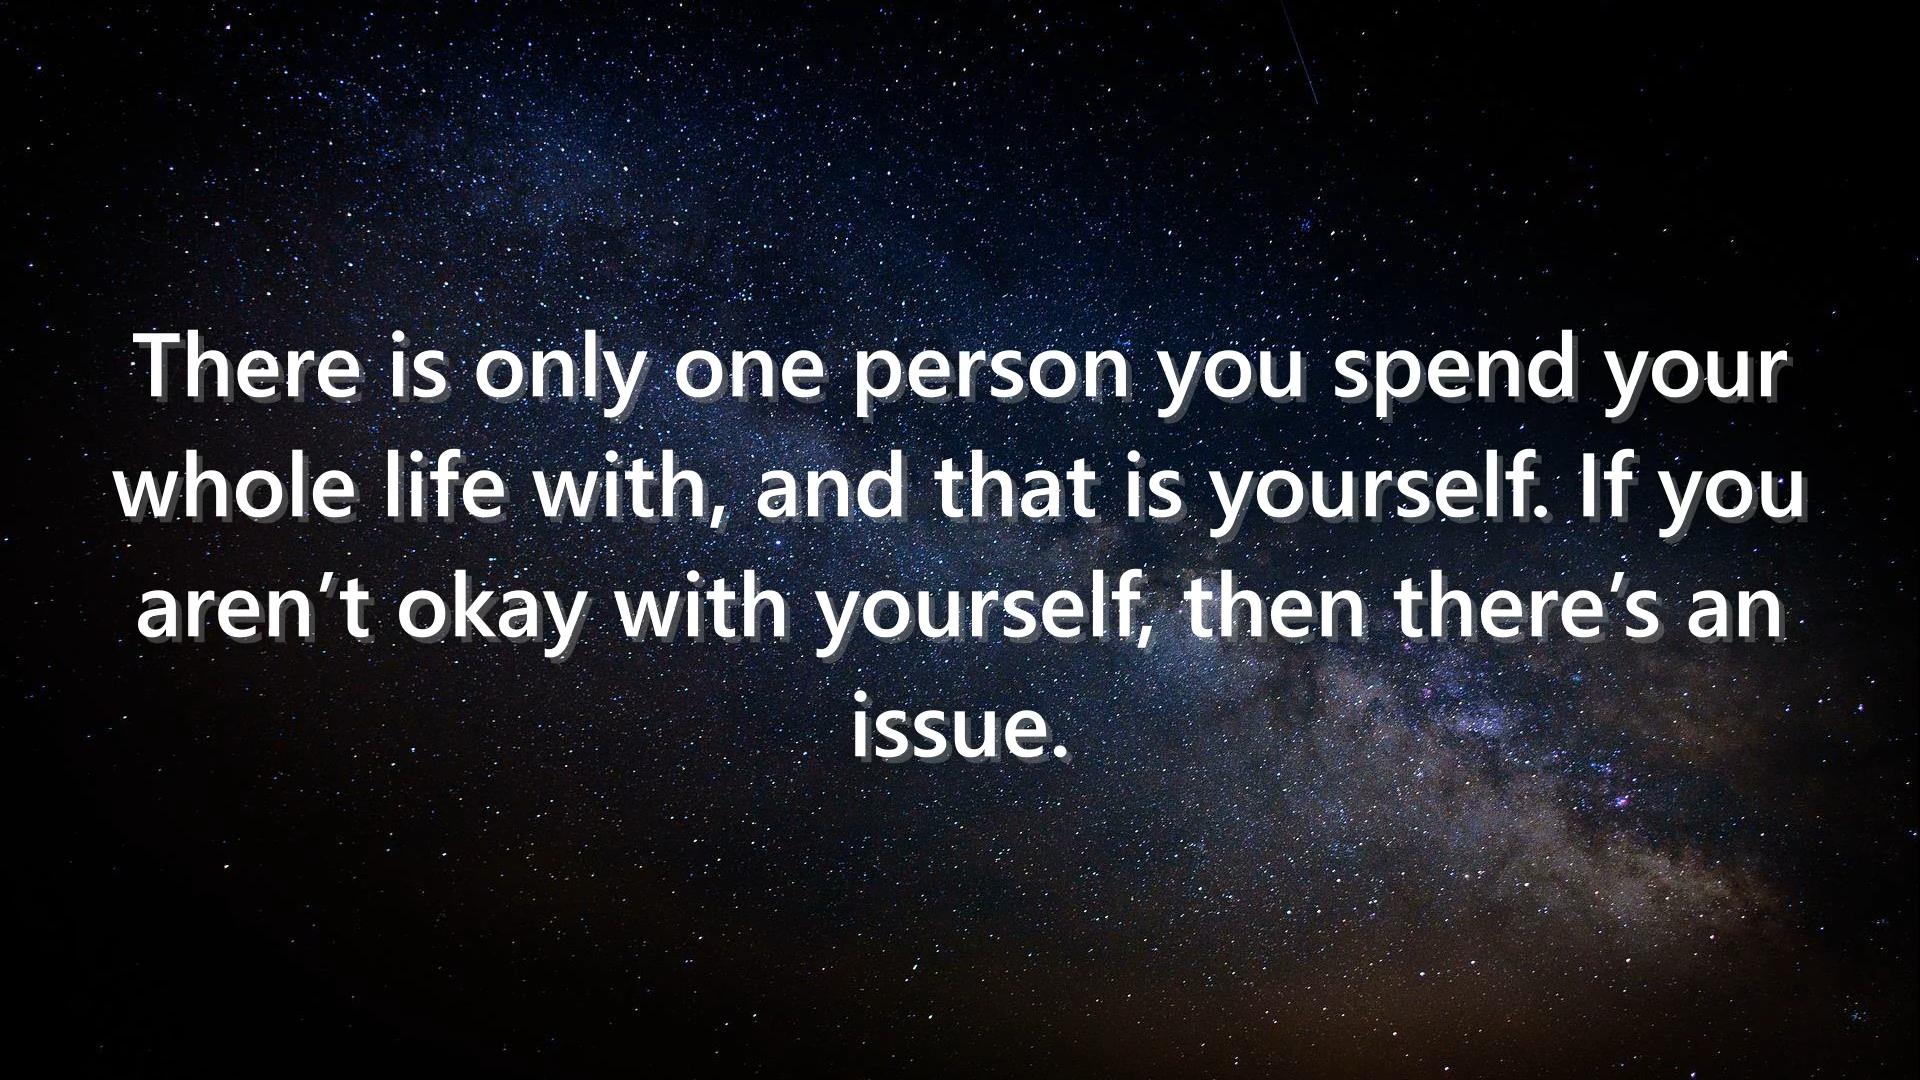 There is only one person you spend your
whole life with, and that is yourself. If you
aren’t okay with yourself, then there’s an
issue.